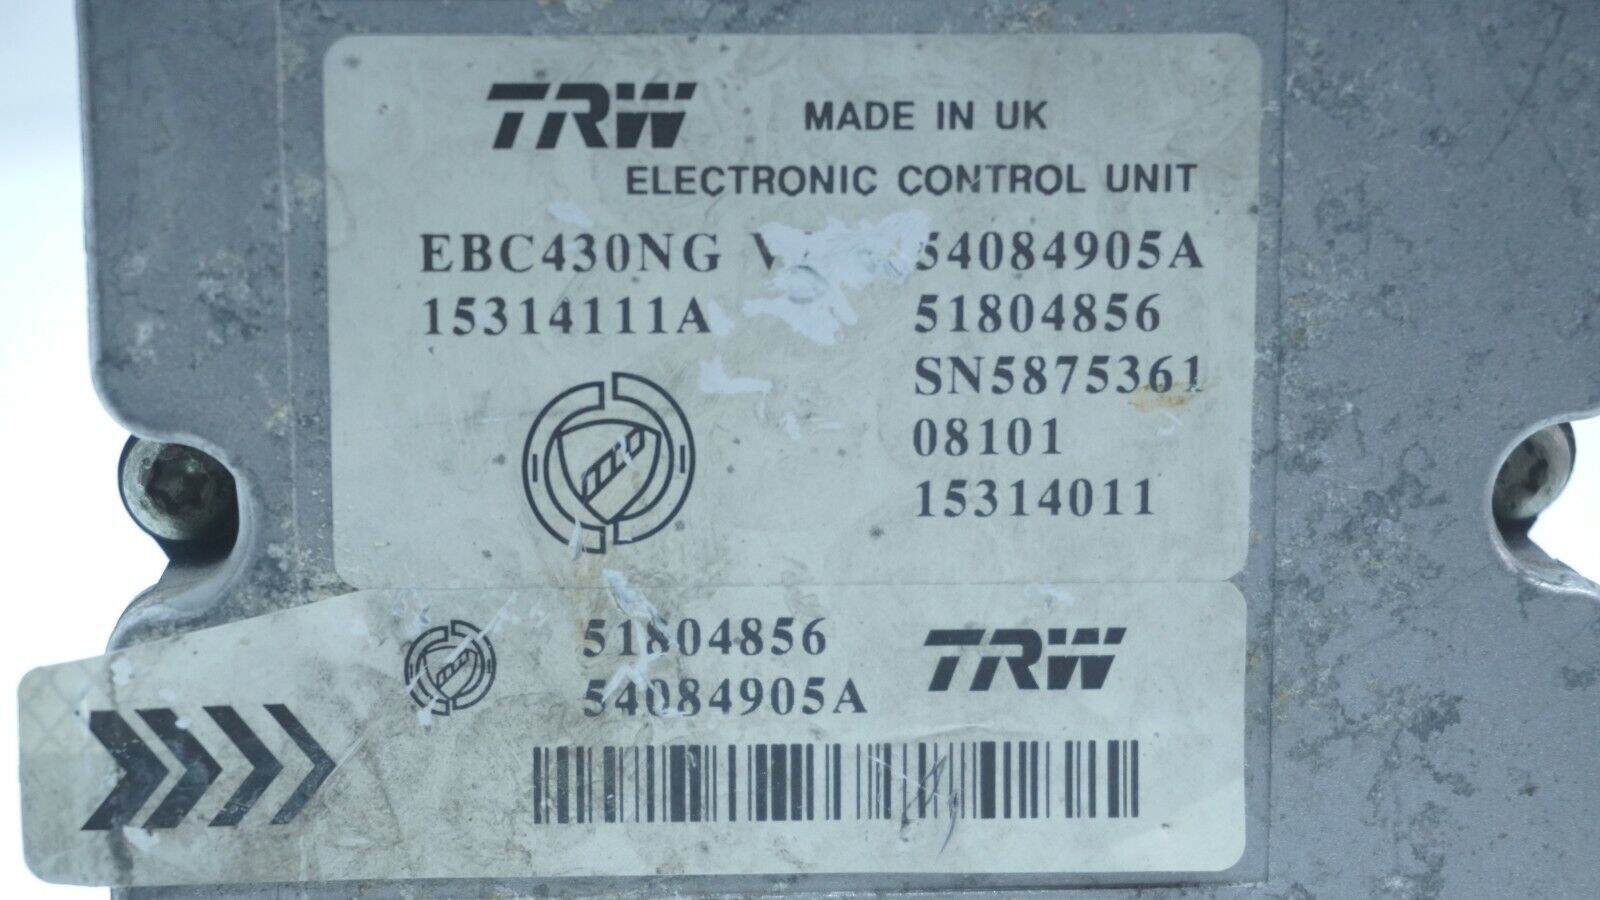 TRW MADE IN UK
ELECTRONIC CONTROL UNIT
EBC430NG 54084905A
15314111A 51804856
SN5875361
08101
15314011
51804856
54084905A
TRW